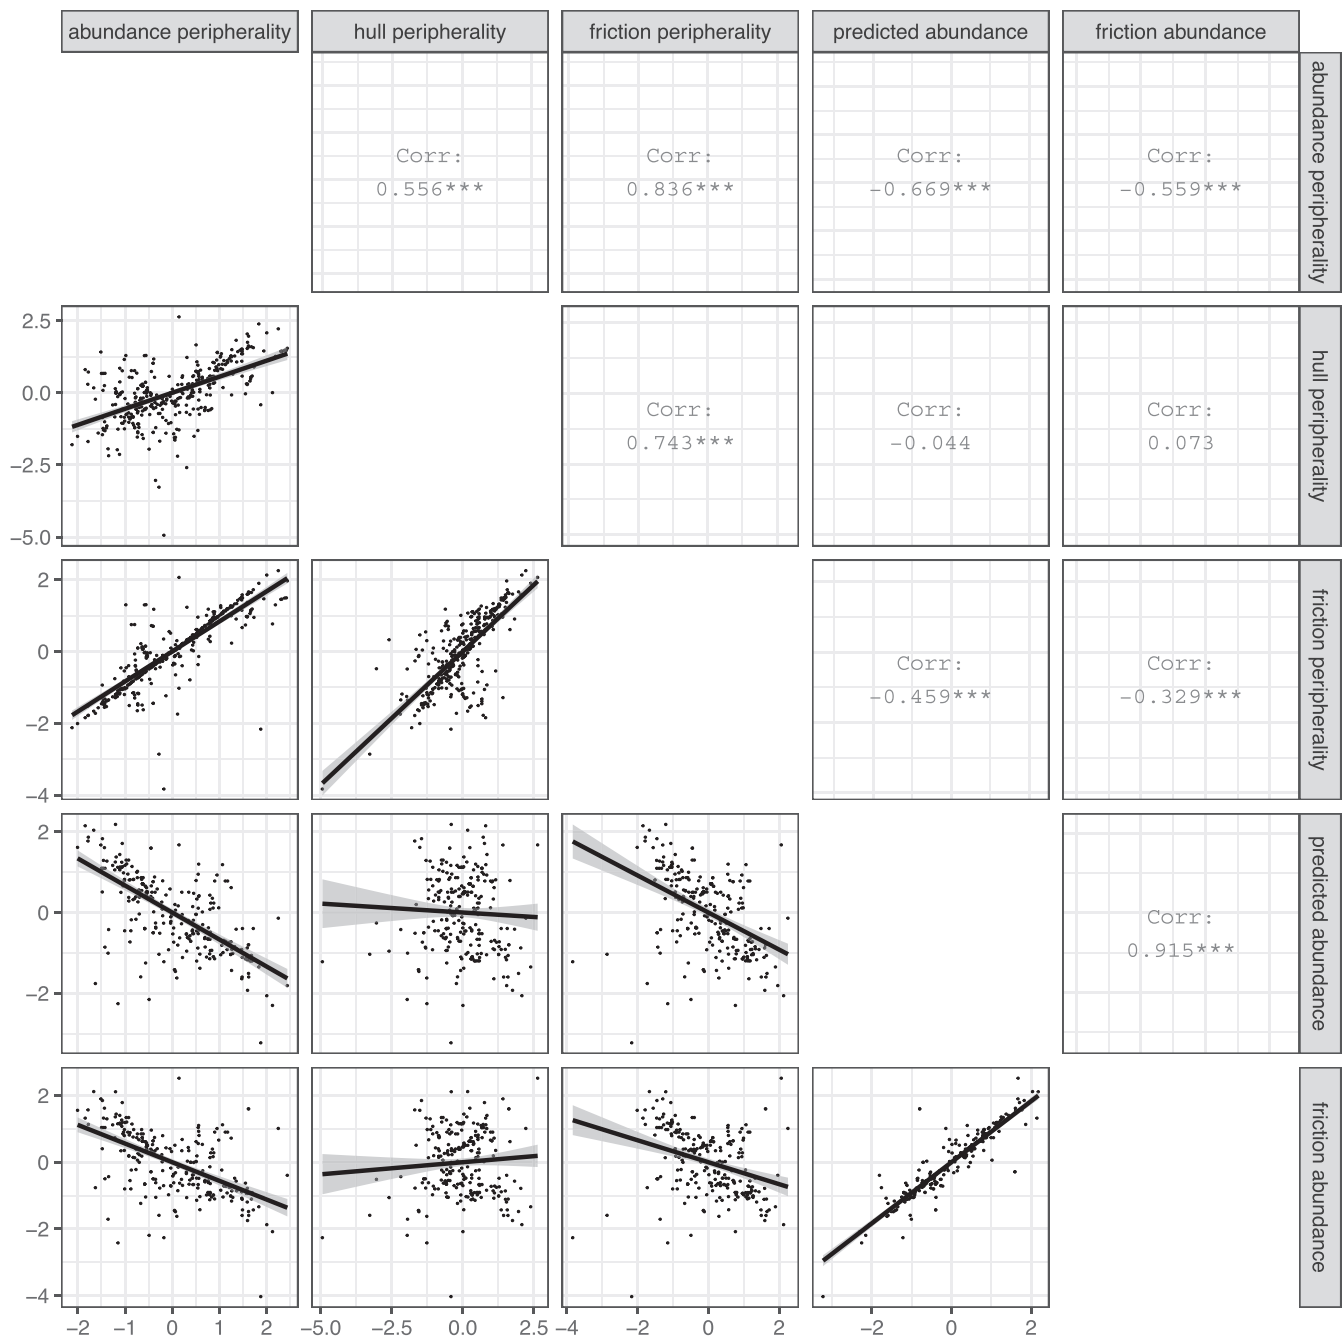 abundance peripherality hull peripherality friction peripherality predicted abundance friction abundance
Corr: Corr: Corr: Corr:
0.556*** 0.836*** -0.669*** -0.559***
abundance peripherality
2.5
0.0
−2.5
−5.0
Corr: Corr: Corr:
0.743*** -0.044 0.073
hull peripherality
2
0
−2
−4
Corr: Corr:
-0.459*** -0.329***
friction peripherality
2
0
−2
Corr:
0.915***
predicted abundance
2
0
−2
−4
friction abundance
−2 −1 0 1 2 −5.0 −2.5 0.0 2.5 −4 −2 0 2 −2 0 2